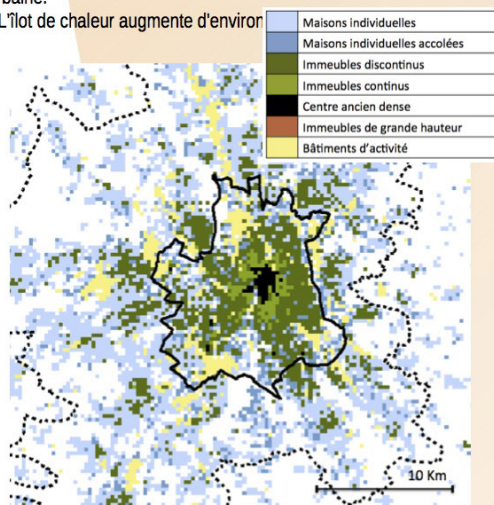 L'îlot de chaleur augmente d'environ
Maisons individuelles
Maisons individuelles accolées
Immeubles discontinus
Immeubles continus
Centre ancien dense
Immeubles de grande hauteur
Bâtiments d'activité
10 Km